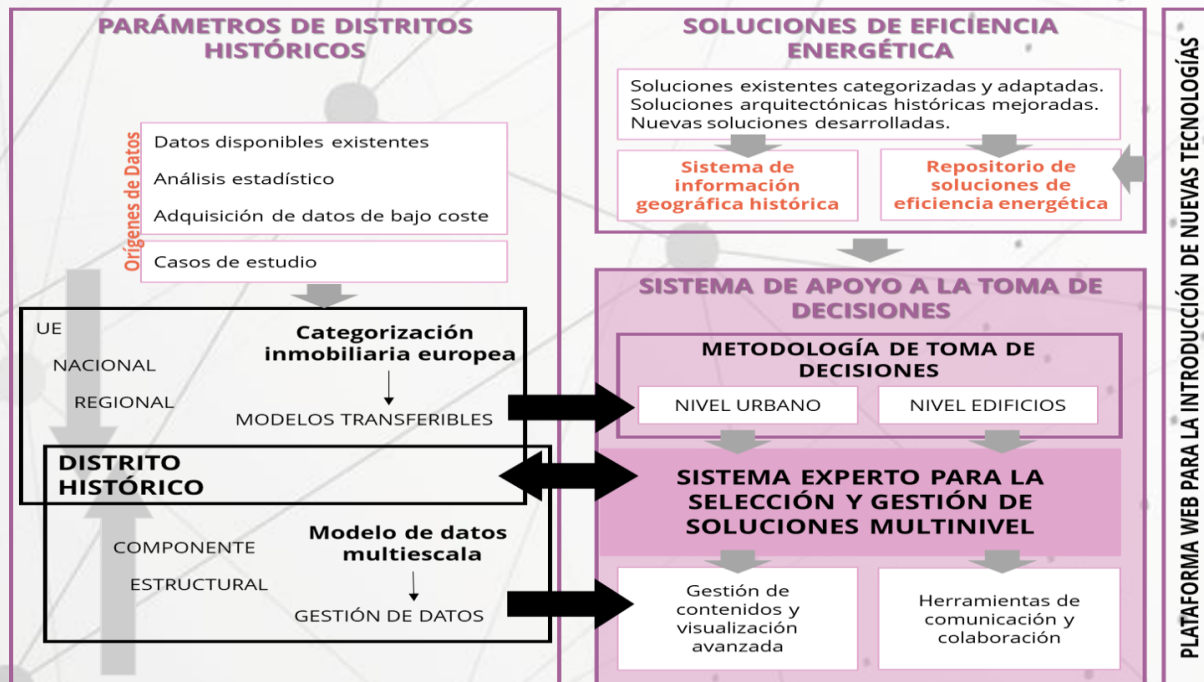 PARÁMETROS DE DISTRITOS
HISTÓRICOS
Orígenes de Datos
Datos disponibles existentes
Análisis estadístico
Adquisición de datos de bajo coste
Casos de estudio
UE
NACIONAL
REGIONAL
Categorización
inmobiliaria europea
MODELOS TRANSFERIBLES
DISTRITO
HISTÓRICO
COMPONENTE
ESTRUCTURAL
Modelo de datos
multiescala
GESTIÓN DE DATOS
SOLUCIONES DE EFICIENCIA
ENERGÉTICA
Soluciones existentes categorizadas y adaptadas.
Soluciones arquitectónicas históricas mejoradas.
Nuevas soluciones desarrolladas.
Sistema de
información
geográfica histórica
Repositorio de
soluciones de
eficiencia energética
SISTEMA DE APOYO A LA TOMA DE
DECISIONES
METODOLOGÍA DE TOMA DE
DECISIONES
NIVEL URBANO
NIVEL EDIFICIOS
SISTEMA EXPERTO PARA LA
SELECCIÓN Y GESTIÓN DE
SOLUCIONES MULTINIVEL
Gestión de
contenidos y
visualización
avanzada
Herramientas de
comunicación y
colaboración
PLATAFORMA WEB PARA LA INTRODUCCIÓN DE NUEVAS TECNOLOGÍAS